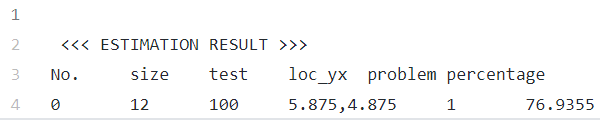 1
2 <<< ESTIMATION RESULT >>>
3 No. size test loc_yx problem percentage
4 0 12 100 5.875,4.875 1 76.9355